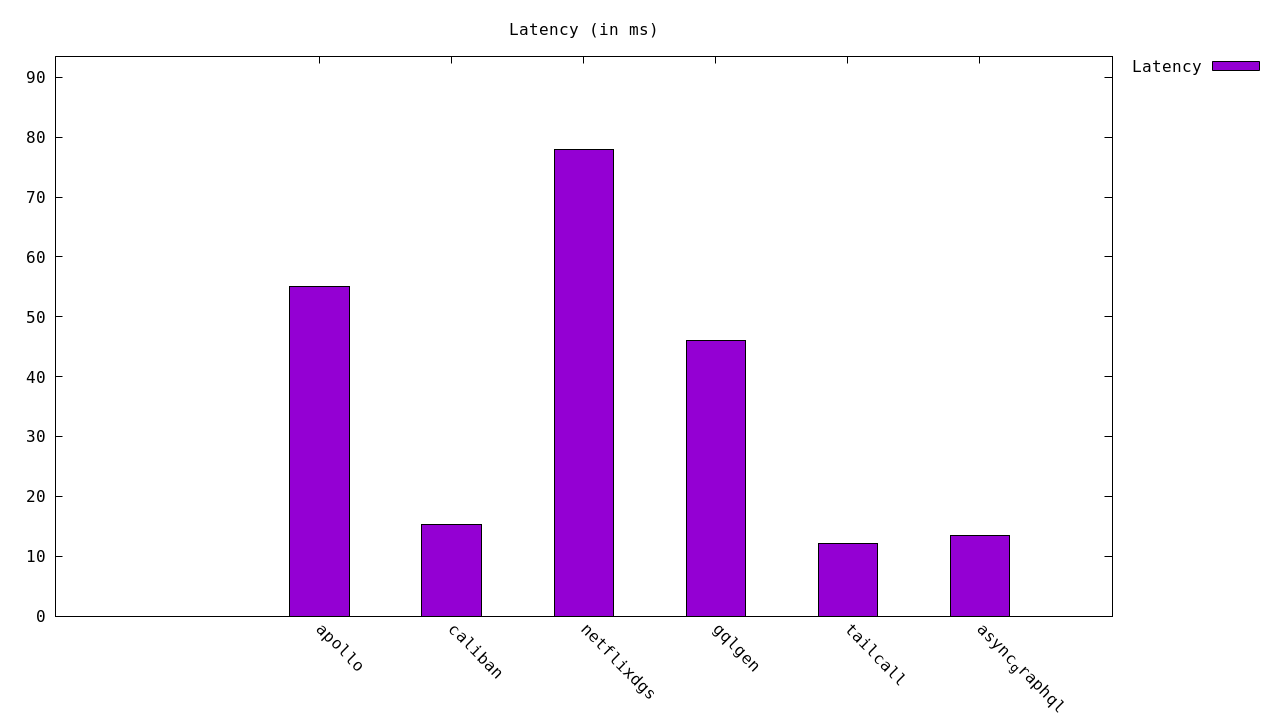 Latency (in ms)
Latency
90
80
70
60
50
40
30
20
10
0
apollo
caliban
netflixdgs
gqlgen
tailcall
asyncgraphql